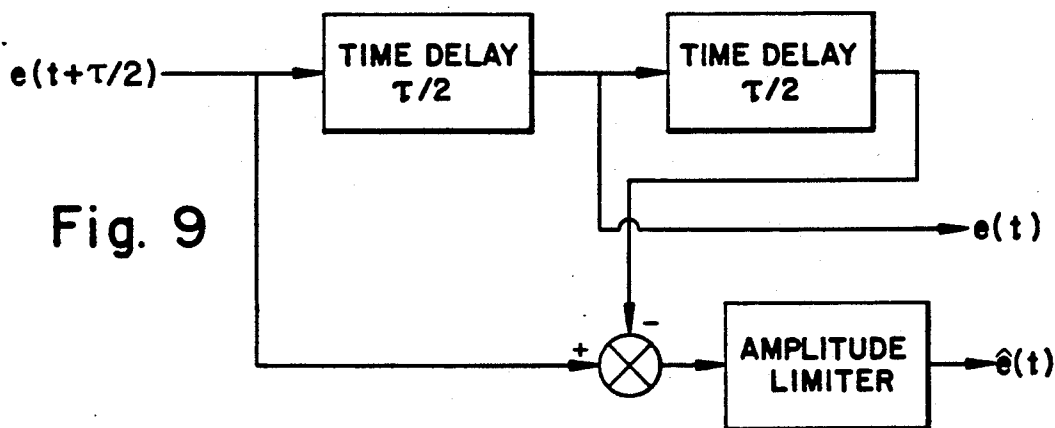 e(t+τ/2)
TIME DELAY
τ/2
TIME DELAY
τ/2
Fig. 9
e(t)
-
+
AMPLITUDE
LIMITER
ê(t)